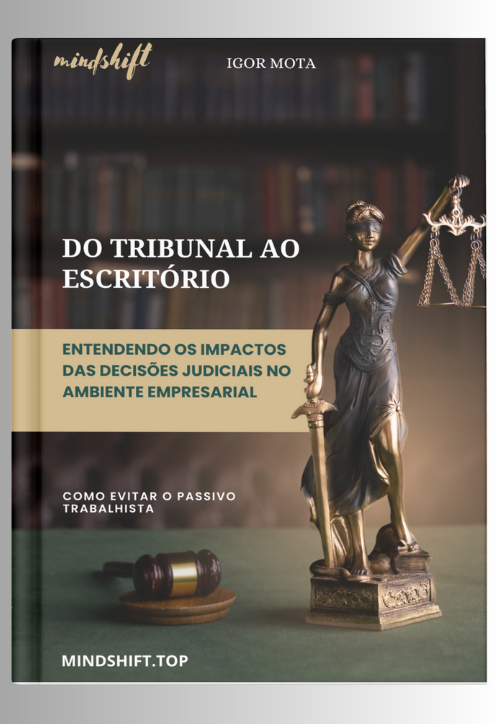 mindshift
IGOR MOTA
DO TRIBUNAL AO
ESCRITÓRIO
ENTENDENDO OS IMPACTOS
DAS DECISÕES JUDICIAIS NO
AMBIENTE EMPRESARIAL
COMO EVITAR O PASSIVO
TRABALHISTA
MINDSHIFT.TOP